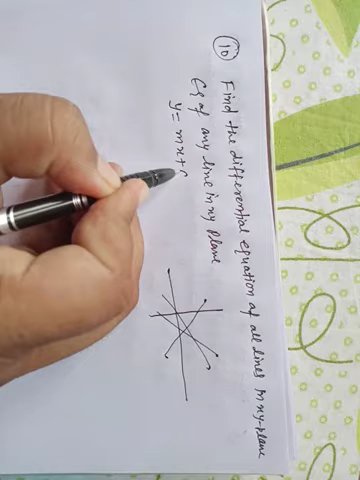 (10) Find the differential equation of all lines in xy-plane
Eq of any line in xy plane
y = mx + c